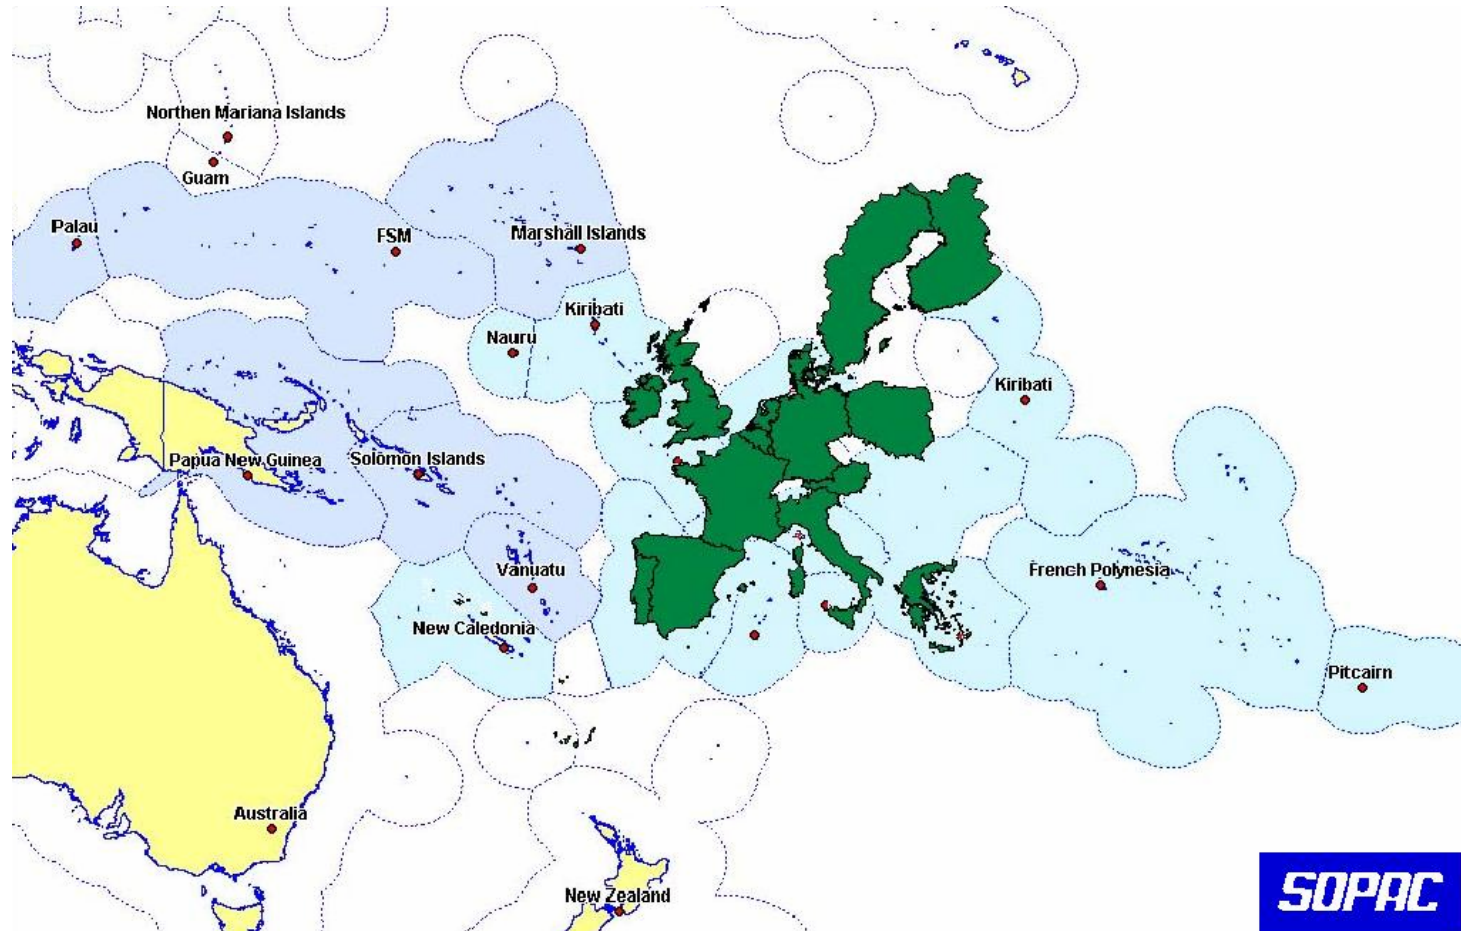 Northen Mariana Islands
Guam
Palau
FSM
Marshall Islands
Kiribati
Nauru
Kiribati
Papua New Guinea
Solomon Islands
Vanuatu
French Polynesia
New Caledonia
Pitcairn
Australia
New Zealand
SOPAC